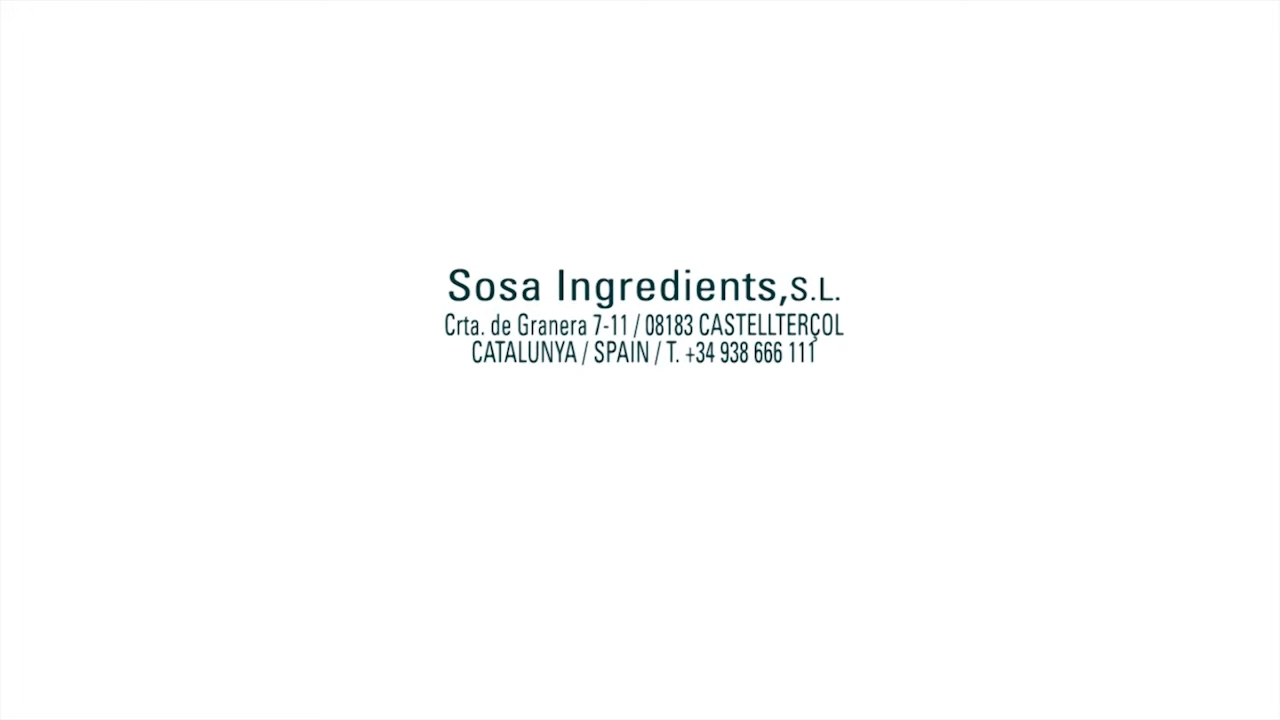 Sosa Ingredients,S.L.
Crta. de Granera 7-11 / 08183 CASTELLTERÇOL
CATALUNYA / SPAIN / T. +34 938 666 111